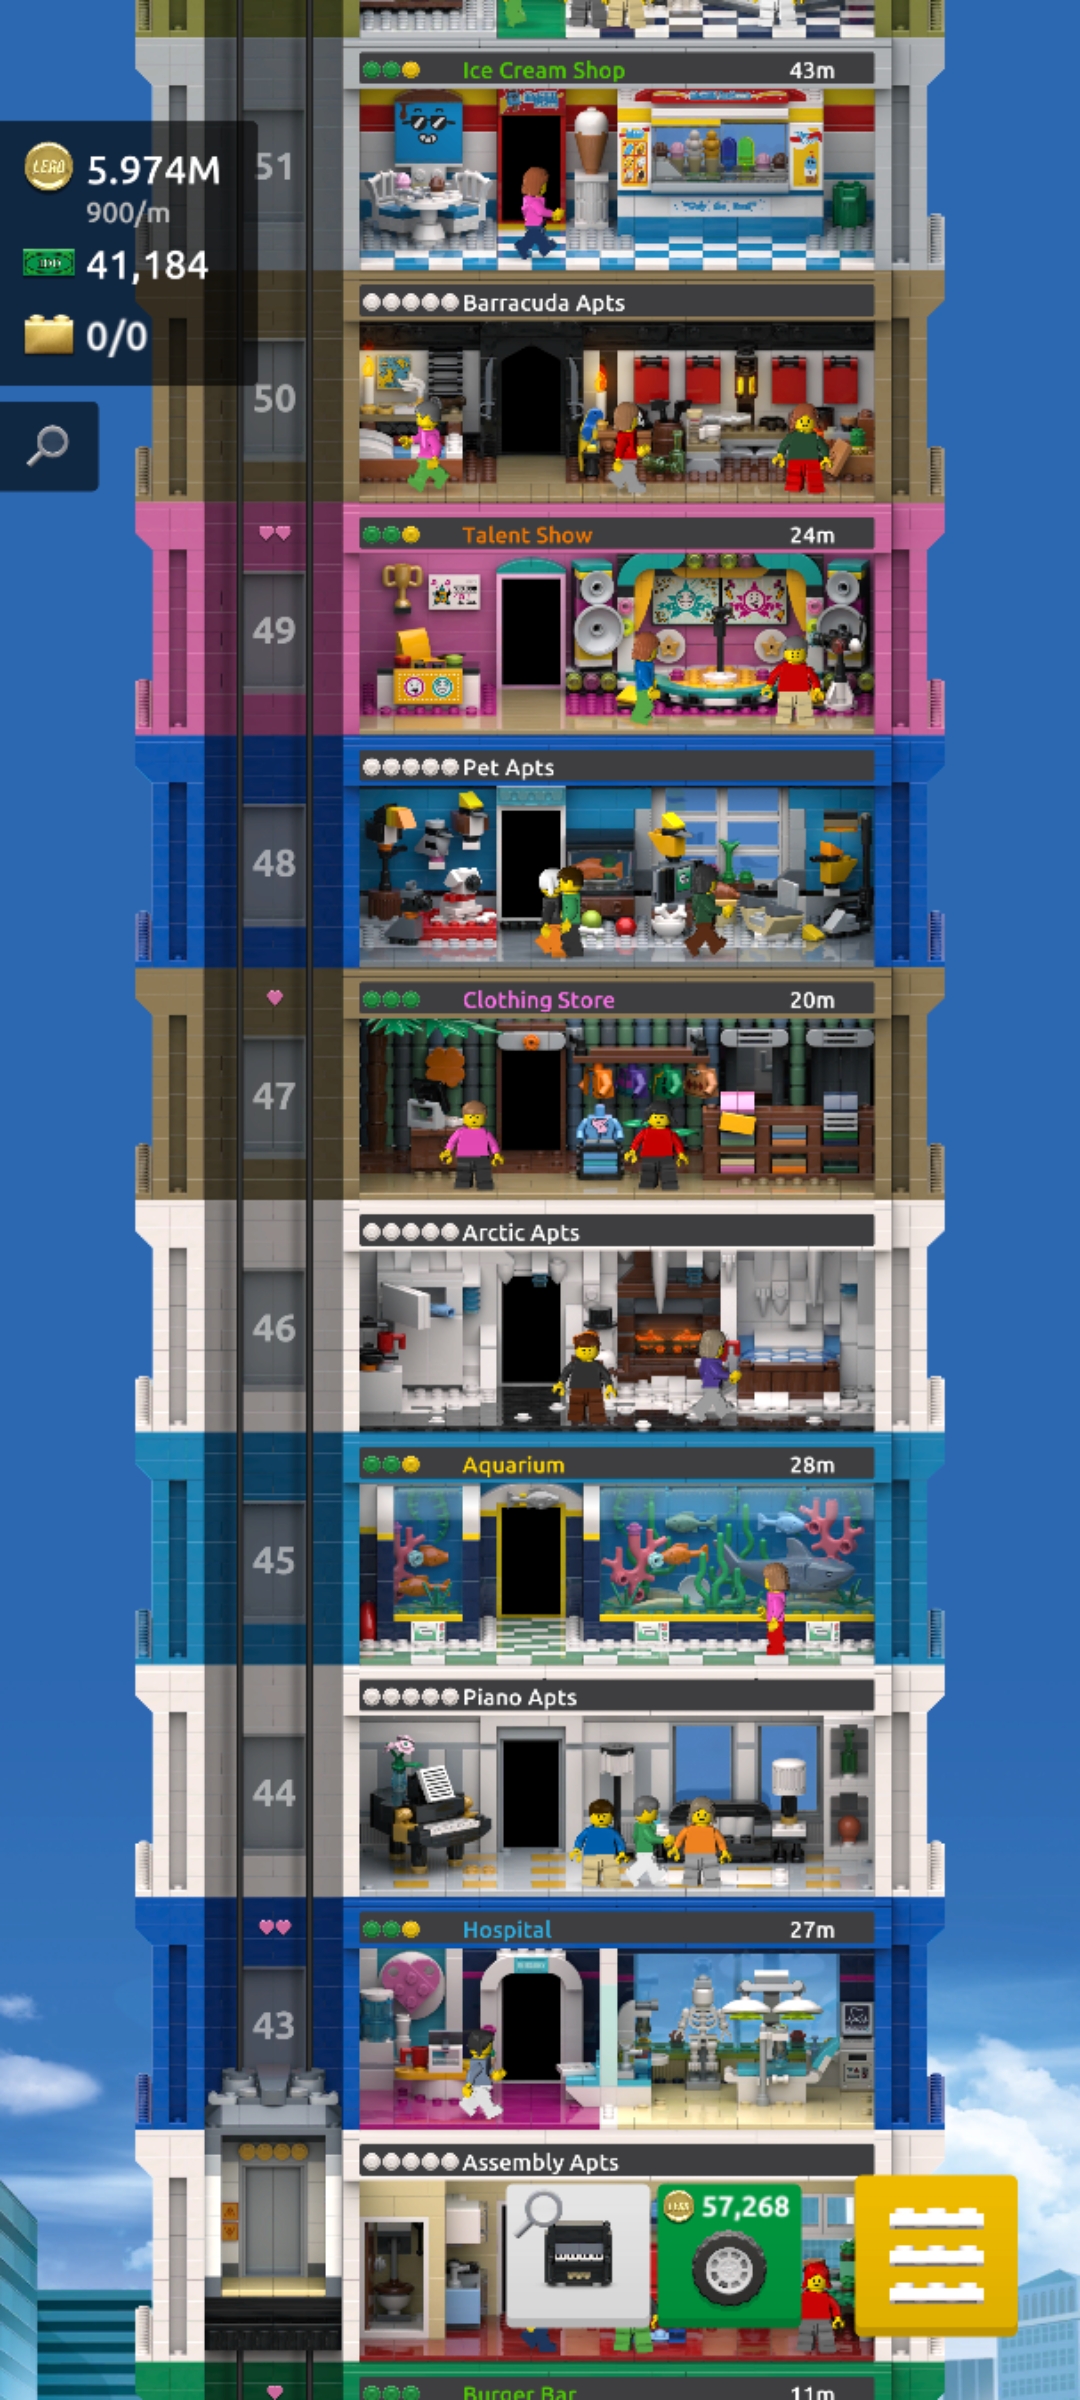 Ice Cream Shop 43m
51
LEGO 5.974M
900/m
41,184
0/0
Barracuda Apts
50
Talent Show 24m
49
Pet Apts
48
Clothing Store 20m
47
Arctic Apts
46
Aquarium 28m
45
Piano Apts
44
Hospital 27m
43
Assembly Apts
LEGO 57,268
Burger Bar 11m